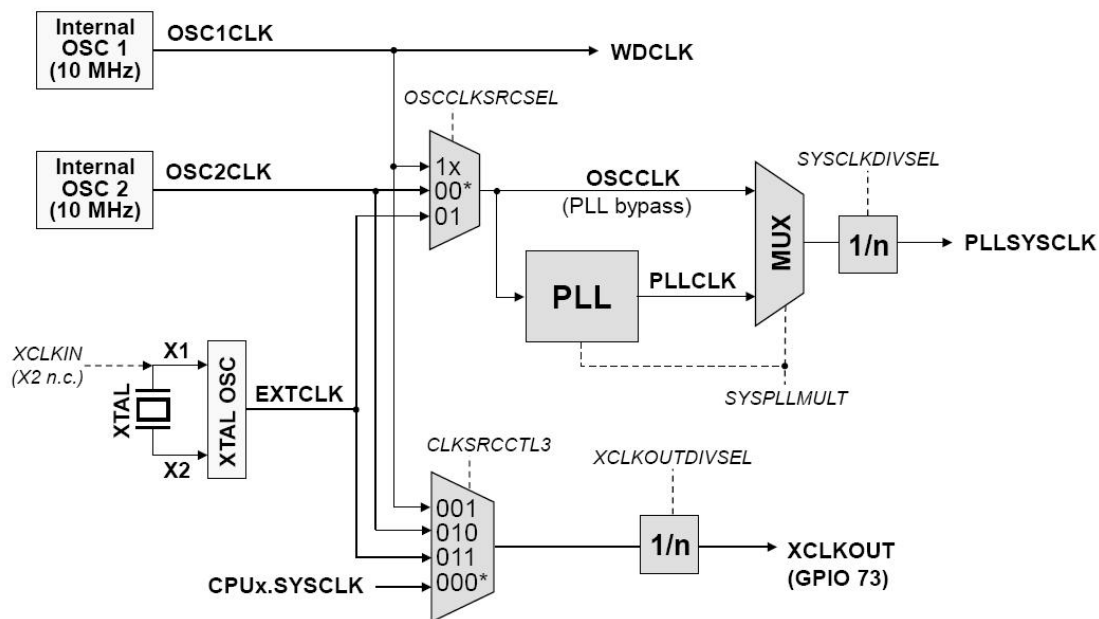 Internal
OSC 1
(10 MHz)
OSC1CLK
WDCLK
OSCCLKSRCSEL
Internal
OSC 2
(10 MHz)
OSC2CLK
1x
00*
01
OSCCLK
(PLL bypass)
MUX
SYSCLKDIVSEL
1/n
PLLSYSCLK
PLL
PLLCLK
SYSPLLMULT
XCLKIN
(X2 n.c.)
X1
XTAL
X2
XTAL OSC
EXTCLK
CLKSRCCTL3
001
010
011
000*
CPUx.SYSCLK
XCLKOUTDIVSEL
1/n
XCLKOUT
(GPIO 73)